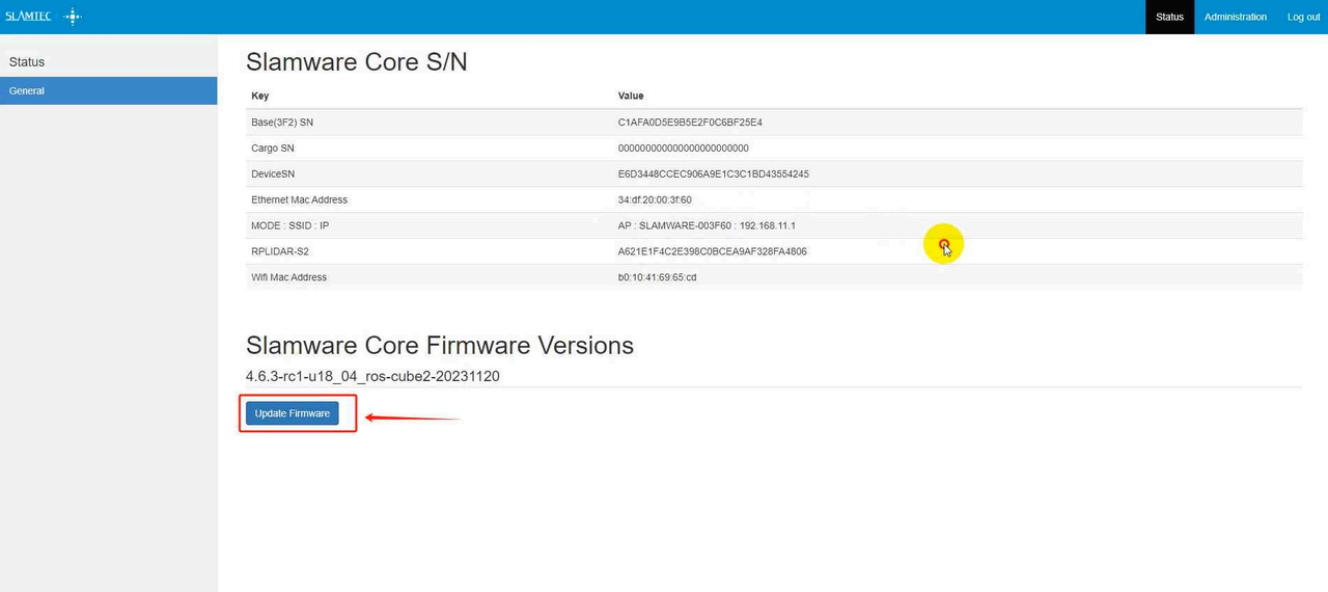 SLAMTEC
Status Administration Log out
Status
General
Slamware Core S/N
Key Value
Base(3F2) SN C1AFA0D5E9B5E2F0C6BF25E4
Cargo SN 000000000000000000000000
DeviceSN E6D3448CCEC906A9E1C3C1BD43554245
Ethernet Mac Address 34:df:20:00:3f:60
MODE : SSID : IP AP : SLAMWARE-003F60 : 192.168.11.1
RPLIDAR-S2 A621E1F4C2E398C0BCEA9AF328FA4806
Wifi Mac Address b0:10:41:69:65:cd
Slamware Core Firmware Versions
4.6.3-rc1-u18_04_ros-cube2-20231120
Update Firmware